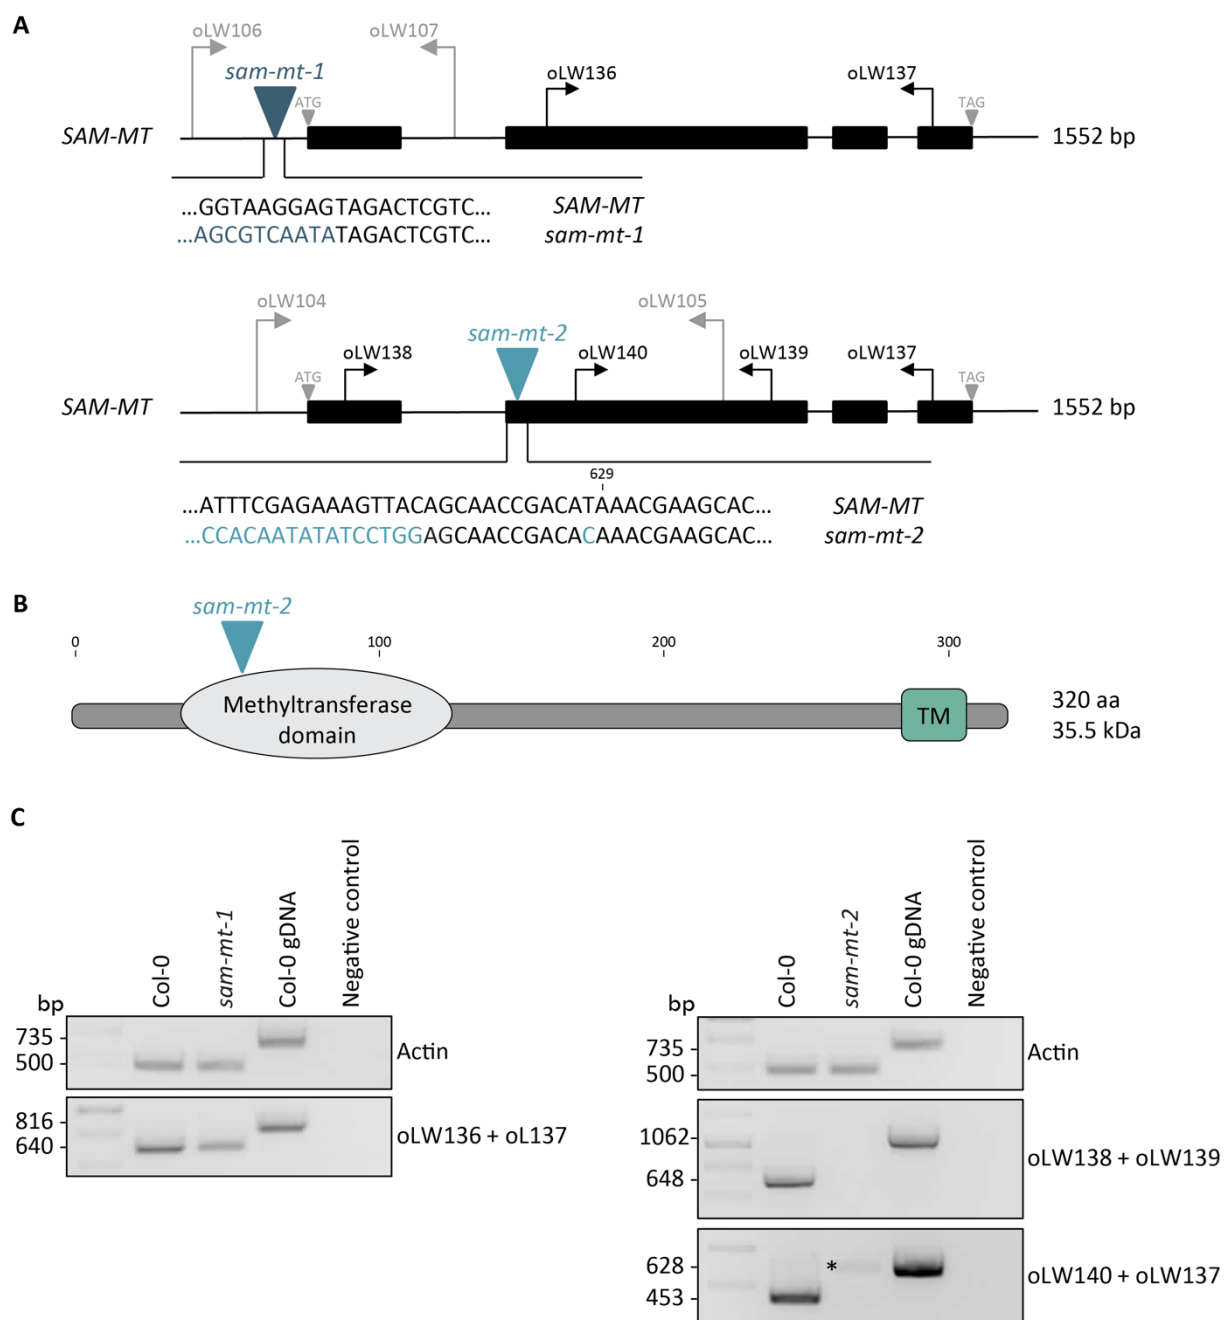 A
oLW106
oLW107
sam-mt-1
oLW136
oLW137
ATG
TAG
SAM-MT
1552 bp
...GGTAAGGAGTAGACTCGTC... SAM-MT
...AGCGTCAATATAGACTCGTC... sam-mt-1
oLW104
oLW105
sam-mt-2
oLW138
oLW140
oLW139
oLW137
ATG
TAG
SAM-MT
1552 bp
629
...ATTTCGAGAAAGTTACAGCAACCGACATAAACGAAGCAC... SAM-MT
...CCACAATATATCCTGGAGCAACCGACACAAACGAAGCAC... sam-mt-2
B
sam-mt-2
0 100 200 300
Methyltransferase
domain
TM
320 aa
35.5 kDa
C
bp
Col-0
sam-mt-1
Col-0 gDNA
Negative control
735
500
Actin
816
640
oLW136 + oL137
Col-0
sam-mt-2
Col-0 gDNA
Negative control
bp
735
500
Actin
1062
648
oLW138 + oLW139
628
*
453
oLW140 + oLW137